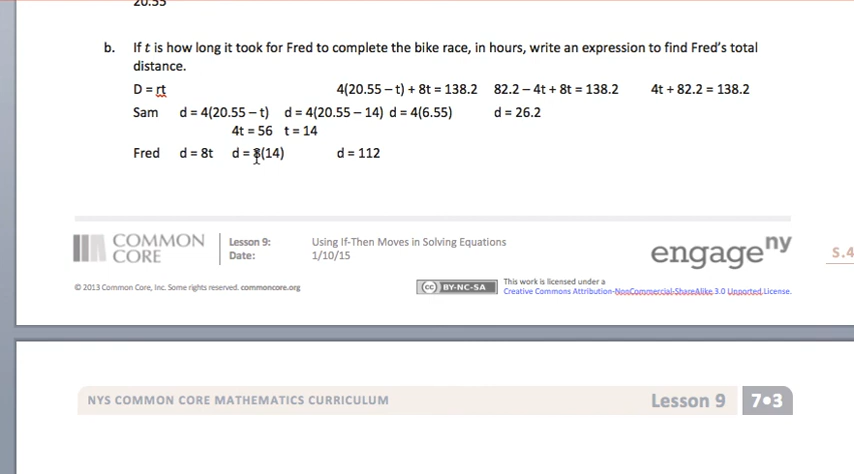 20.55
b. If t is how long it took for Fred to complete the bike race, in hours, write an expression to find Fred's total
distance.
D = rt 4(20.55 – t) + 8t = 138.2 82.2 – 4t + 8t = 138.2 4t + 82.2 = 138.2
Sam d = 4(20.55 – t) d = 4(20.55 – 14) d = 4(6.55) d = 26.2
4t = 56 t = 14
Fred d = 8t d = 8(14) d = 112
COMMON
CORE
Lesson 9: Using If-Then Moves in Solving Equations
Date: 1/10/15
engageny
S.4
© 2013 Common Core, Inc. Some rights reserved. commoncore.org
cc BY-NC-SA
This work is licensed under a
Creative Commons Attribution-NonCommercial-ShareAlike 3.0 Unported License.
NYS COMMON CORE MATHEMATICS CURRICULUM Lesson 9 7•3